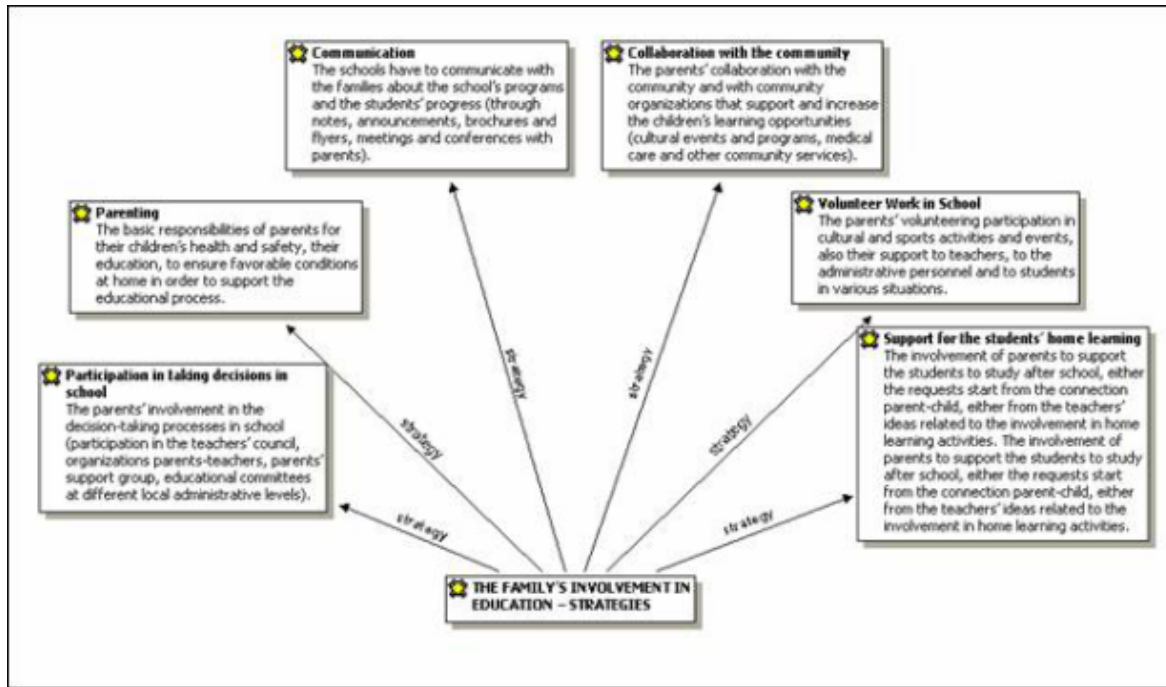 Communication
The schools have to communicate with
the families about the school's programs
and the students' progress (through
notes, announcements, brochures and
flyers, meetings and conferences with
parents).
Collaboration with the community
The parents' collaboration with the
community and with community
organizations that support and increase
the children's learning opportunities
(cultural events and programs, medical
care and other community services).
Parenting
The basic responsibilities of parents for
their children's health and safety, their
education, to ensure favorable conditions
at home in order to support the
educational process.
Volunteer Work in School
The parents' volunteering participation in
cultural and sports activities and events,
also their support to teachers, to the
administrative personnel and to students
in various situations.
Participation in taking decisions in
school
The parents' involvement in the
decision-taking processes in school
(participation in the teachers' council,
organizations parents-teachers, parents'
support group, educational committees
at different local administrative levels).
Support for the students' home learning
The involvement of parents to support
the students to study after school, either
the requests start from the connection
parent-child, either from the teachers'
ideas related to the involvement in home
learning activities. The involvement of
parents to support the students to study
after school, either the requests start
from the connection parent-child, either
from the teachers' ideas related to the
involvement in home learning activities.
strategy
strategy
strategy
strategy
strategy
strategy
THE FAMILY'S INVOLVEMENT IN
EDUCATION – STRATEGIES